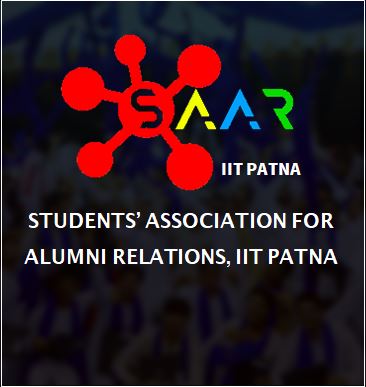 SAAR
IIT PATNA
STUDENTS’ ASSOCIATION FOR
ALUMNI RELATIONS, IIT PATNA